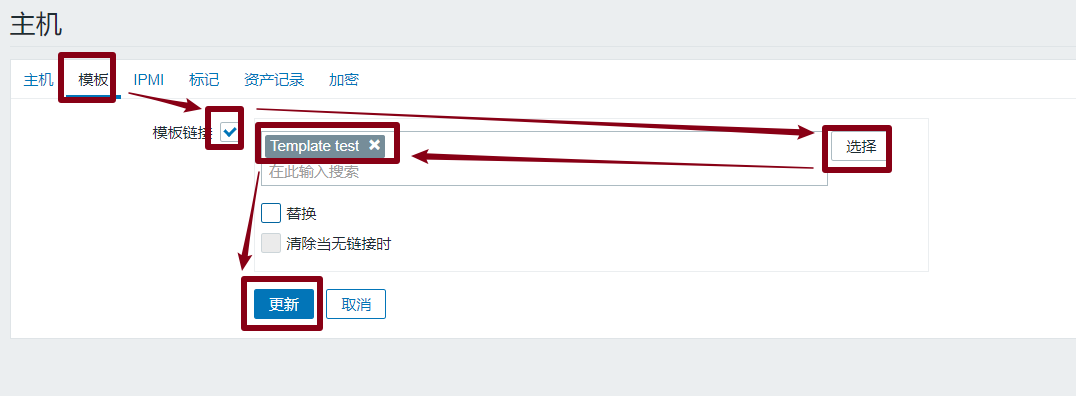 主机
主机 模板 IPMI 标记 资产记录 加密
模板链接
Template test
选择
在此输入搜索
替换
清除当无链接时
更新 取消